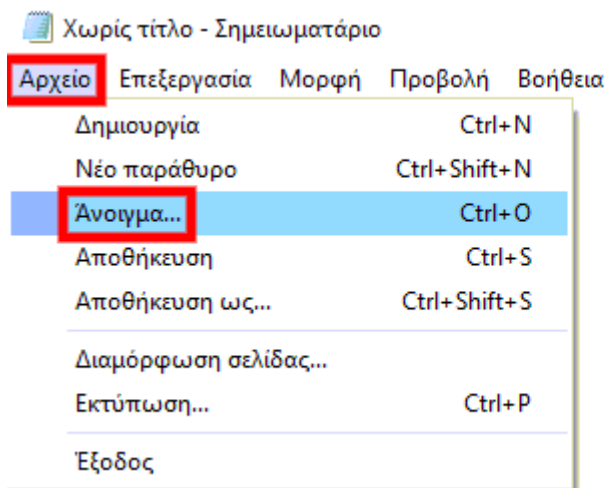 Χωρίς τίτλο - Σημειωματάριο
Αρχείο Επεξεργασία Μορφή Προβολή Βοήθεια
Δημιουργία Ctrl+N
Νέο παράθυρο Ctrl+Shift+N
Άνοιγμα... Ctrl+O
Αποθήκευση Ctrl+S
Αποθήκευση ως... Ctrl+Shift+S
Διαμόρφωση σελίδας...
Εκτύπωση... Ctrl+P
Έξοδος